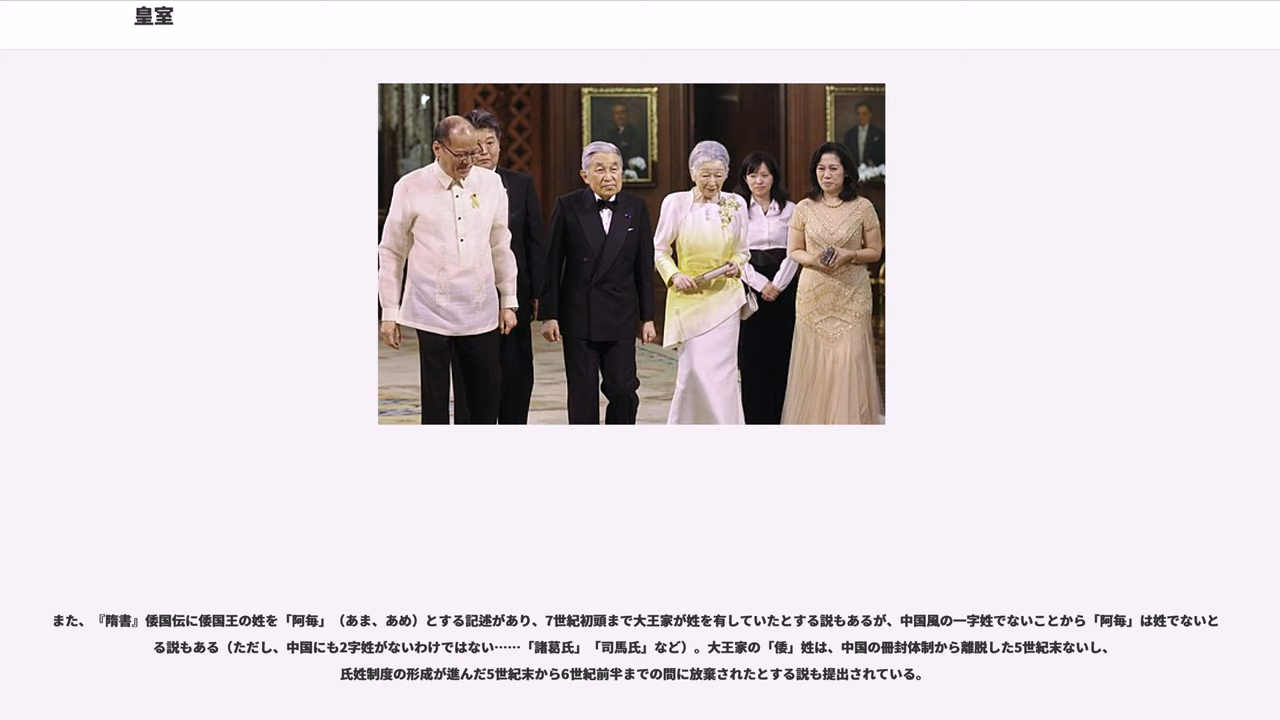 皇室
また、『隋書』倭国伝に倭国王の姓を「阿毎」（あま、あめ）とする記述があり、7世紀初頭まで大王家が姓を有していたとする説もあるが、中国風の一字姓でないことから「阿毎」は姓でないと
る説もある（ただし、中国にも2字姓がないわけではない……「諸葛氏」「司馬氏」など）。大王家の「倭」姓は、中国の冊封体制から離脱した5世紀末ないし、
氏姓制度の形成が進んだ5世紀末から6世紀前半までの間に放棄されたとする説も提出されている。